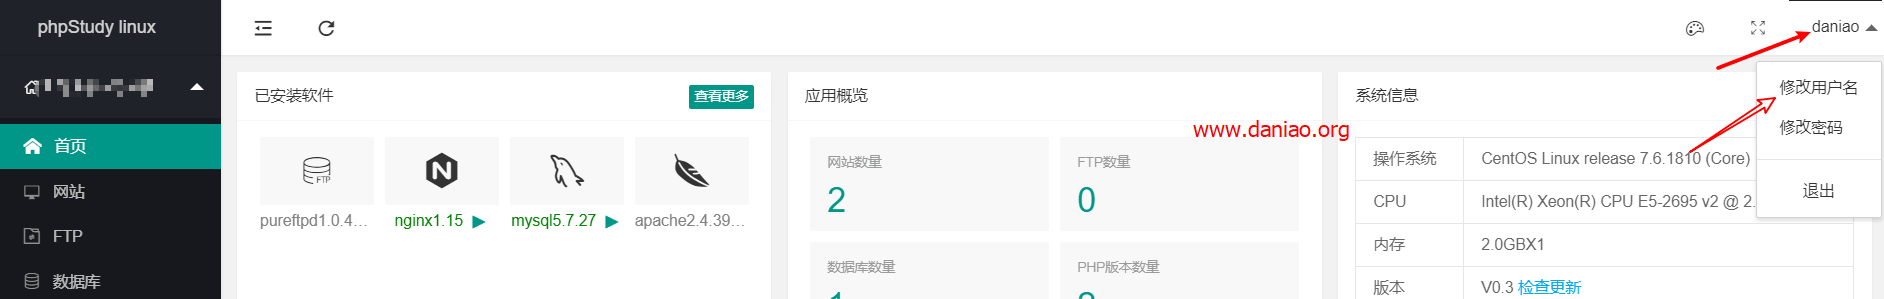 phpStudy linux
daniao
首页
网站
FTP
数据库
已安装软件
查看更多
FTP
pureftpd1.0.4...
nginx1.15
mysql5.7.27
apache2.4.39...
应用概览
网站数量
2
FTP数量
0
数据库数量
PHP版本数量
系统信息
www.daniao.org
操作系统 CentOS Linux release 7.6.1810 (Core)
CPU Intel(R) Xeon(R) CPU E5-2695 v2 @ 2.
内存 2.0GBX1
版本 V0.3 检查更新
修改用户名
修改密码
退出